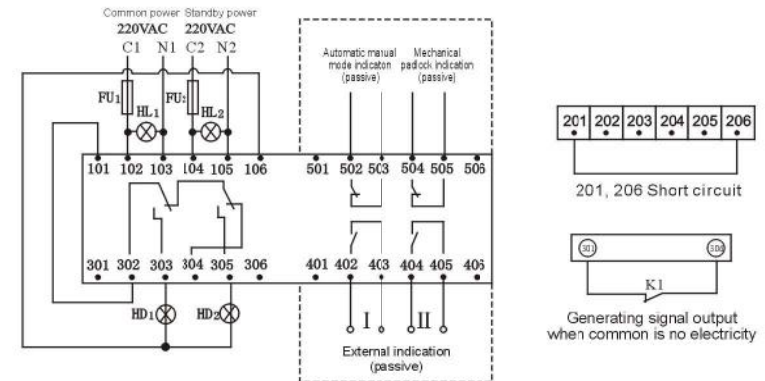 Common power Standby power
220VAC 220VAC
C1 N1 C2 N2
FU1 HL1 FU2 HL2
Automatic manual
mode indicaton
(passive)
Mechanical
padlock indication
(passive)
101 102 103 104 105 106 501 502 503 504 505 506
301 302 303 304 305 306 401 402 403 404 405 406
HD1 HD2
I II
External indication
(passive)
201 202 203 204 205 206
201, 206 Short circuit
301
K1
Generating signal output
when common is no electricity